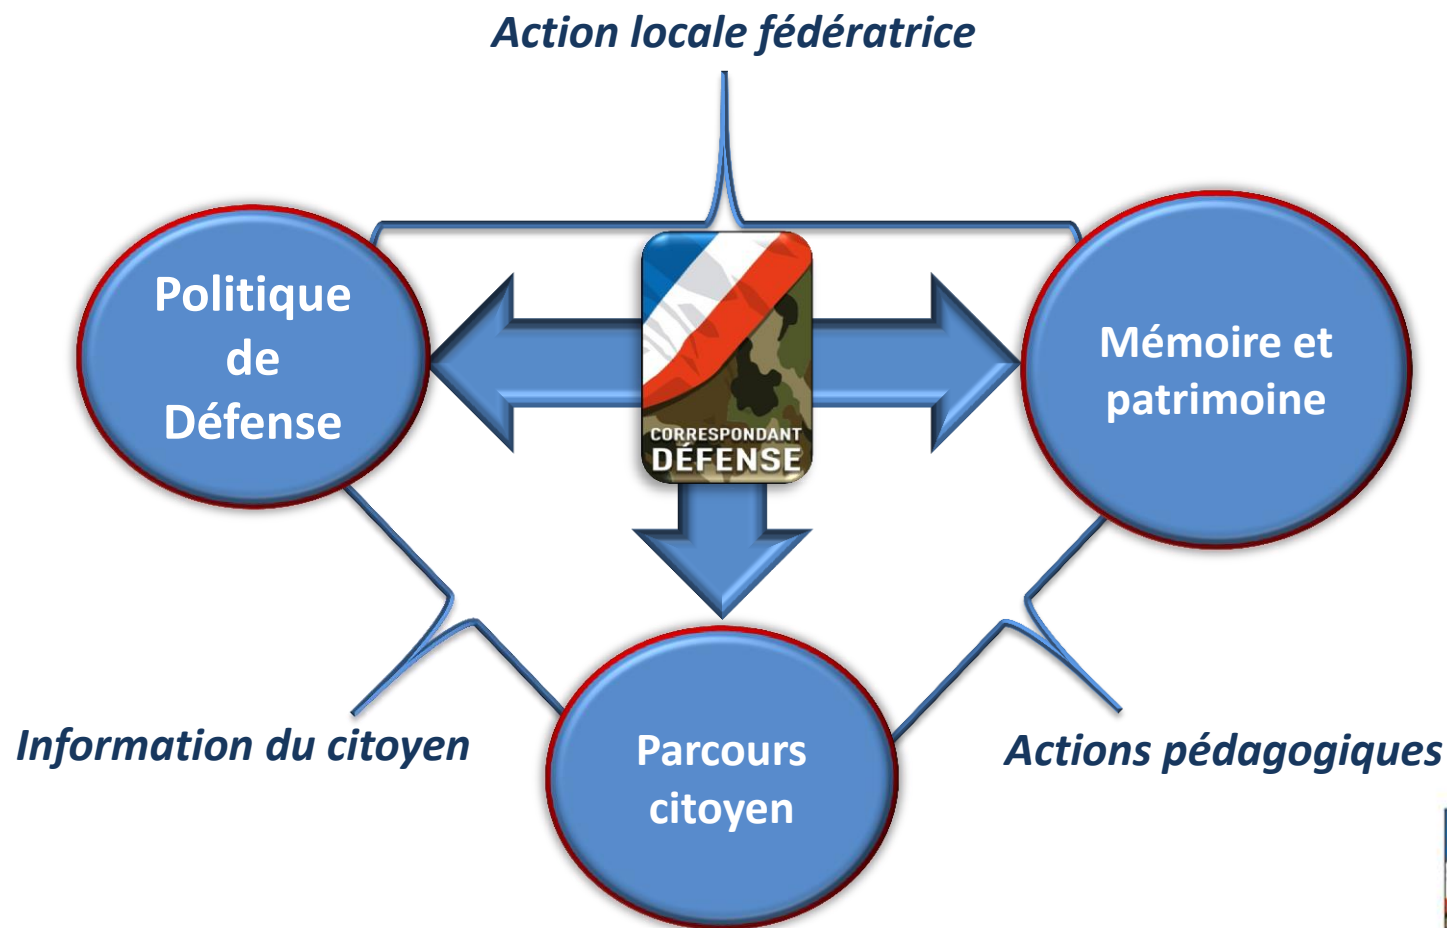 Action locale fédératrice
Politique
de
Défense
CORRESPONDANT
DÉFENSE
Mémoire et
patrimoine
Information du citoyen
Parcours
citoyen
Actions pédagogiques